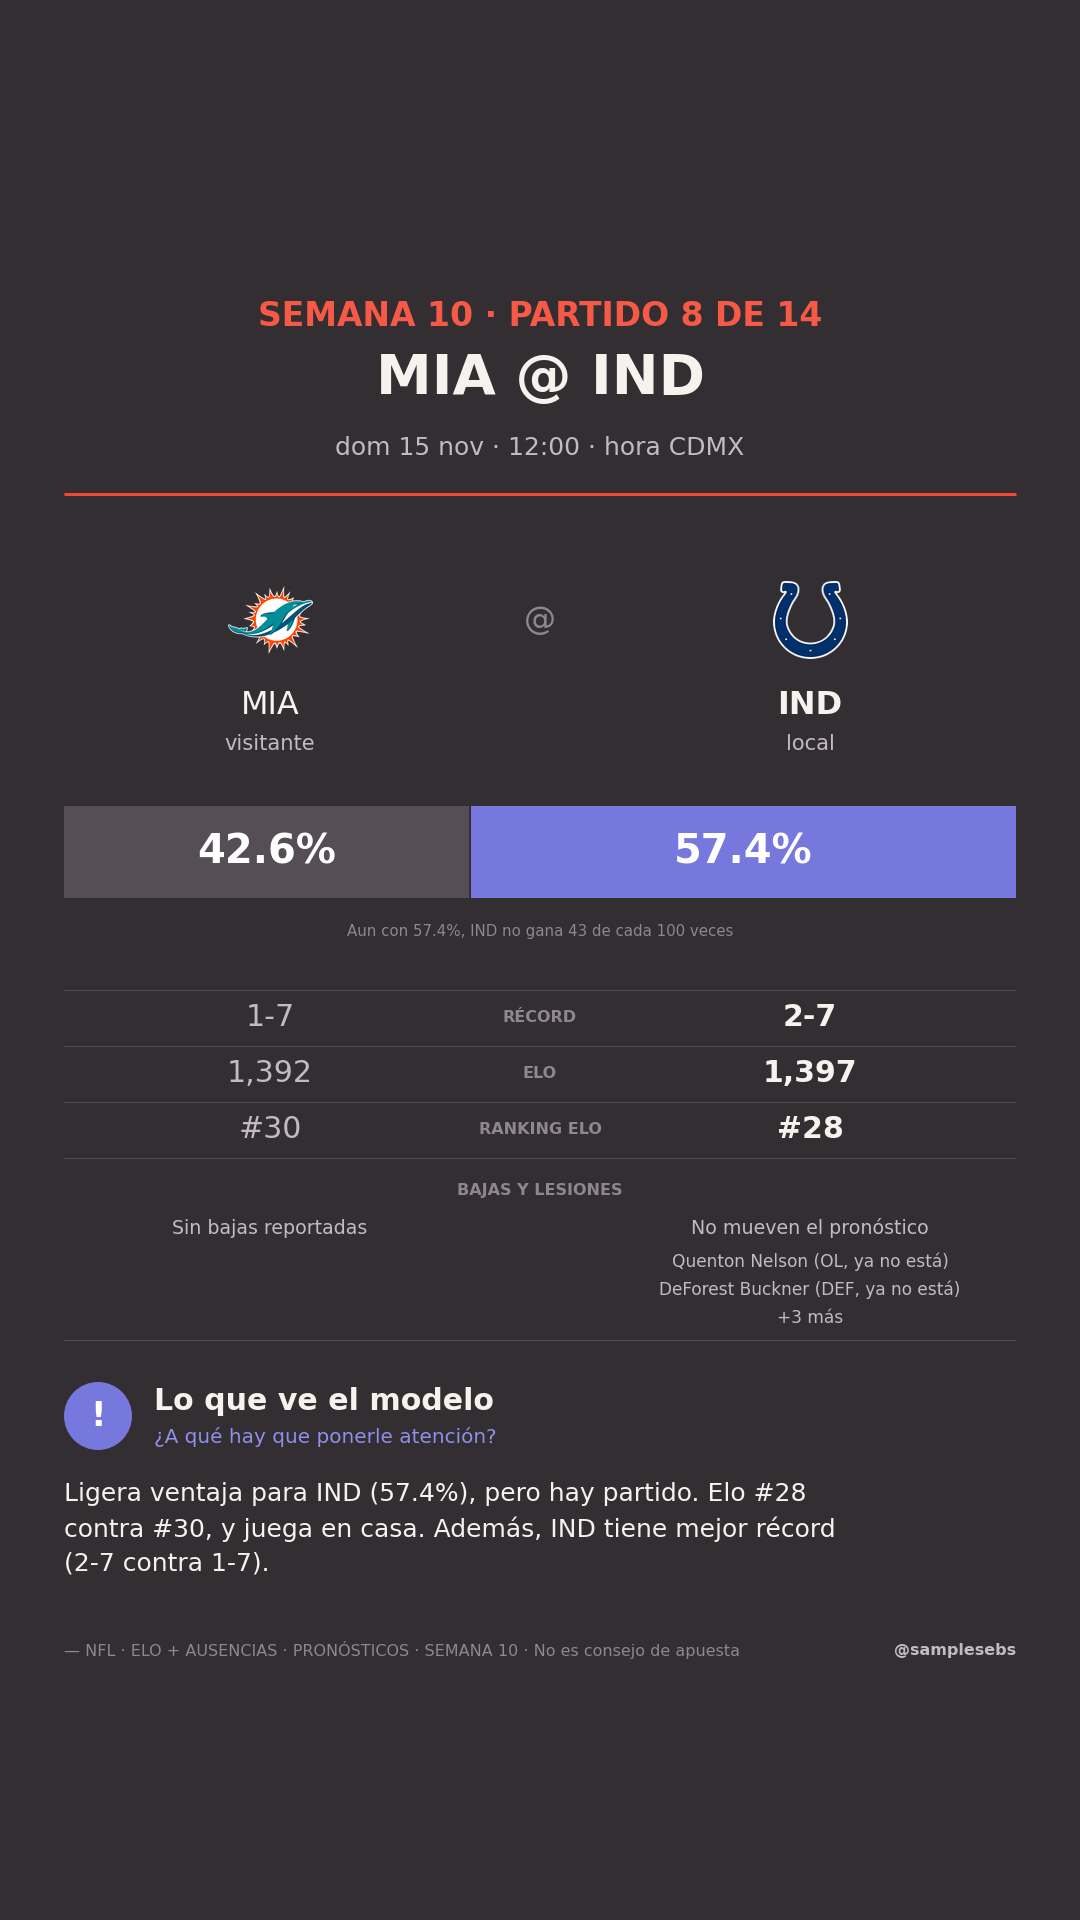 SEMANA 10 · PARTIDO 8 DE 14
MIA @ IND
dom 15 nov · 12:00 · hora CDMX
@
MIA
visitante
IND
local
42.6%
57.4%
Aun con 57.4%, IND no gana 43 de cada 100 veces
1-7 RÉCORD 2-7
1,392 ELO 1,397
#30 RANKING ELO #28
BAJAS Y LESIONES
Sin bajas reportadas
No mueven el pronóstico
Quenton Nelson (OL, ya no está)
DeForest Buckner (DEF, ya no está)
+3 más
!
Lo que ve el modelo
¿A qué hay que ponerle atención?
Ligera ventaja para IND (57.4%), pero hay partido. Elo #28
contra #30, y juega en casa. Además, IND tiene mejor récord
(2-7 contra 1-7).
— NFL · ELO + AUSENCIAS · PRONÓSTICOS · SEMANA 10 · No es consejo de apuesta
@samplesebs